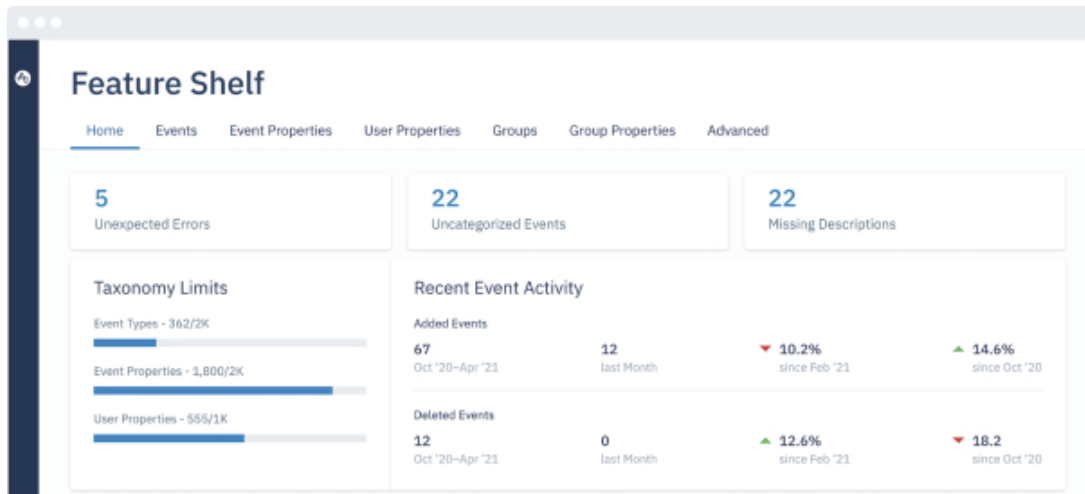 Feature Shelf
Home Events Event Properties User Properties Groups Group Properties Advanced
5 22 22
Unexpected Errors Uncategorized Events Missing Descriptions
Taxonomy Limits
Event Types - 362/2K
Event Properties - 1,800/2K
User Properties - 555/1K
Recent Event Activity
Added Events
67 12 10.2% 14.6%
Oct '20–Apr '21 last Month since Feb '21 since Oct '20
Deleted Events
12 0 12.6% 18.2
Oct '20–Apr '21 last Month since Feb '21 since Oct '20